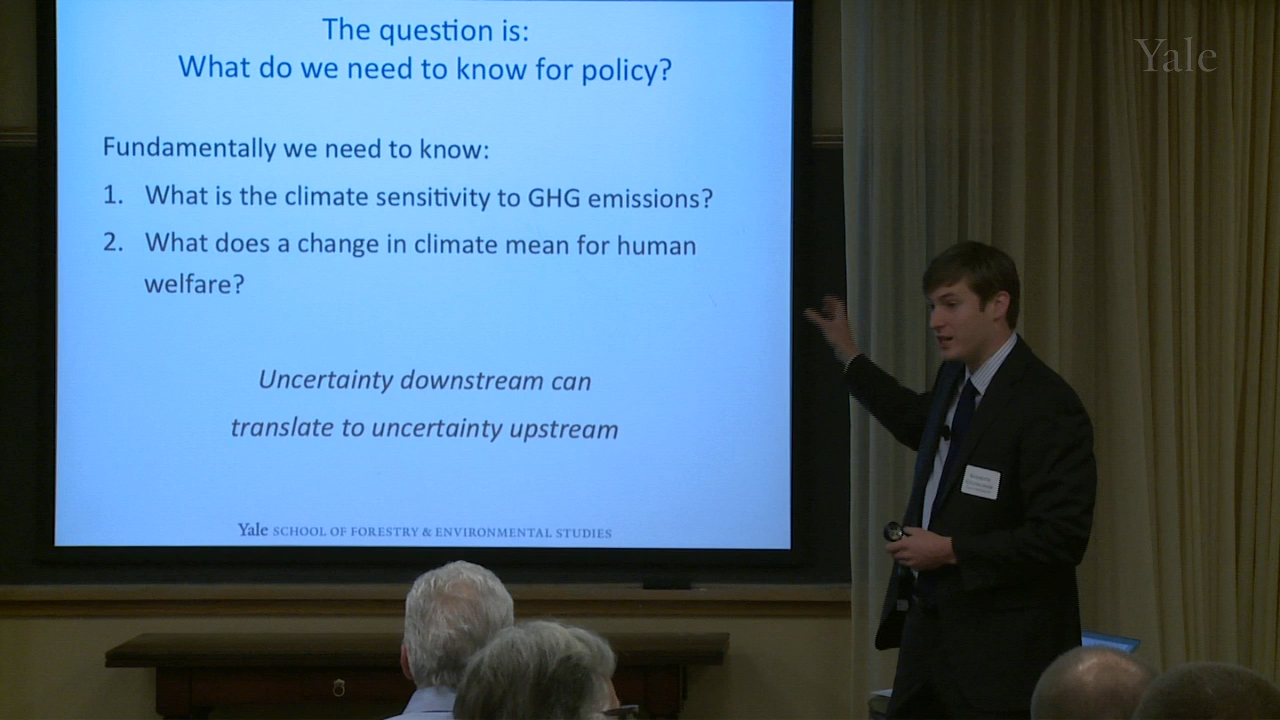 The question is:
What do we need to know for policy?
Yale
Fundamentally we need to know:
1. What is the climate sensitivity to GHG emissions?
2. What does a change in climate mean for human
welfare?
Uncertainty downstream can
translate to uncertainty upstream
Yale SCHOOL OF FORESTRY & ENVIRONMENTAL STUDIES